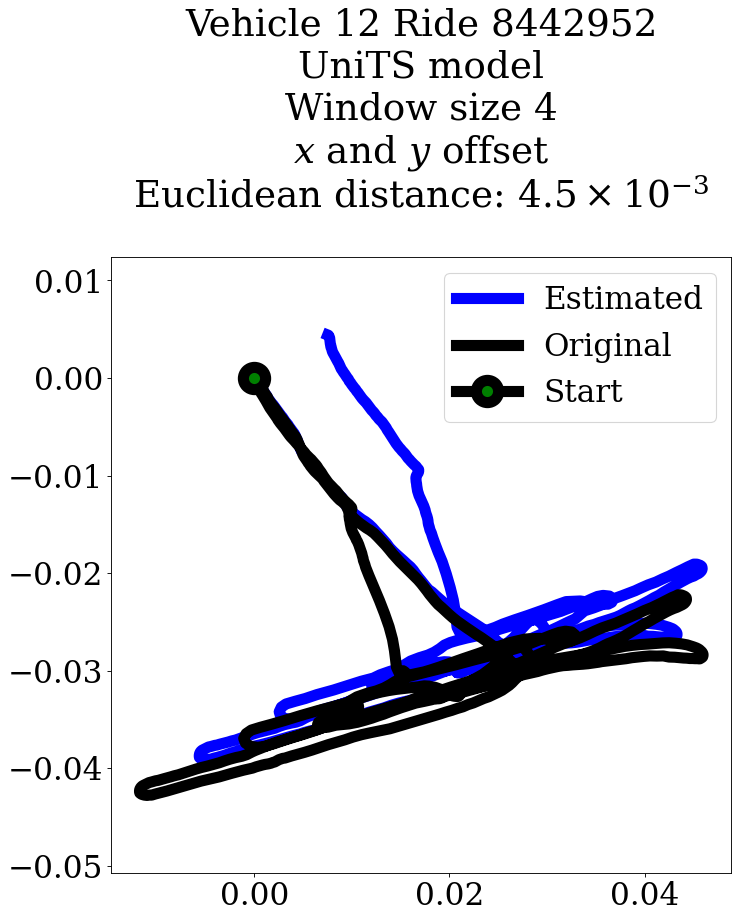 Vehicle 12 Ride 8442952
UniTS model
Window size 4
x and y offset
Euclidean distance: 4.5 × 10⁻³
Estimated
Original
Start
0.01
0.00
−0.01
−0.02
−0.03
−0.04
−0.05
0.00 0.02 0.04